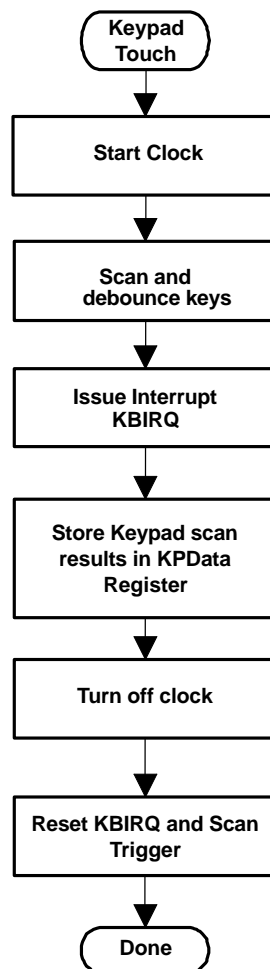 Keypad
Touch
Start Clock
Scan and
debounce keys
Issue Interrupt
KBIRQ
Store Keypad scan
results in KPData
Register
Turn off clock
Reset KBIRQ and Scan
Trigger
Done